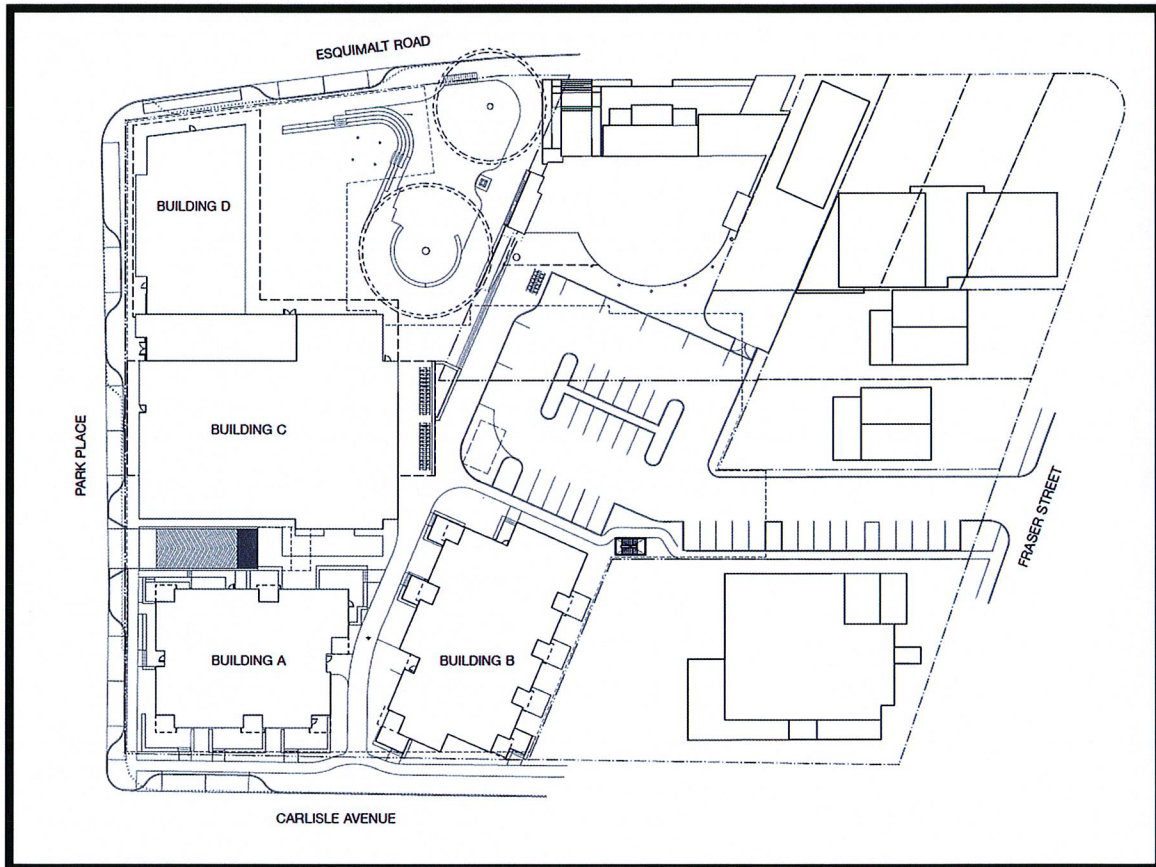 ESQUIMALT ROAD
BUILDING D
BUILDING C
PARK PLACE
FRASER STREET
BUILDING A
BUILDING B
CARLISLE AVENUE